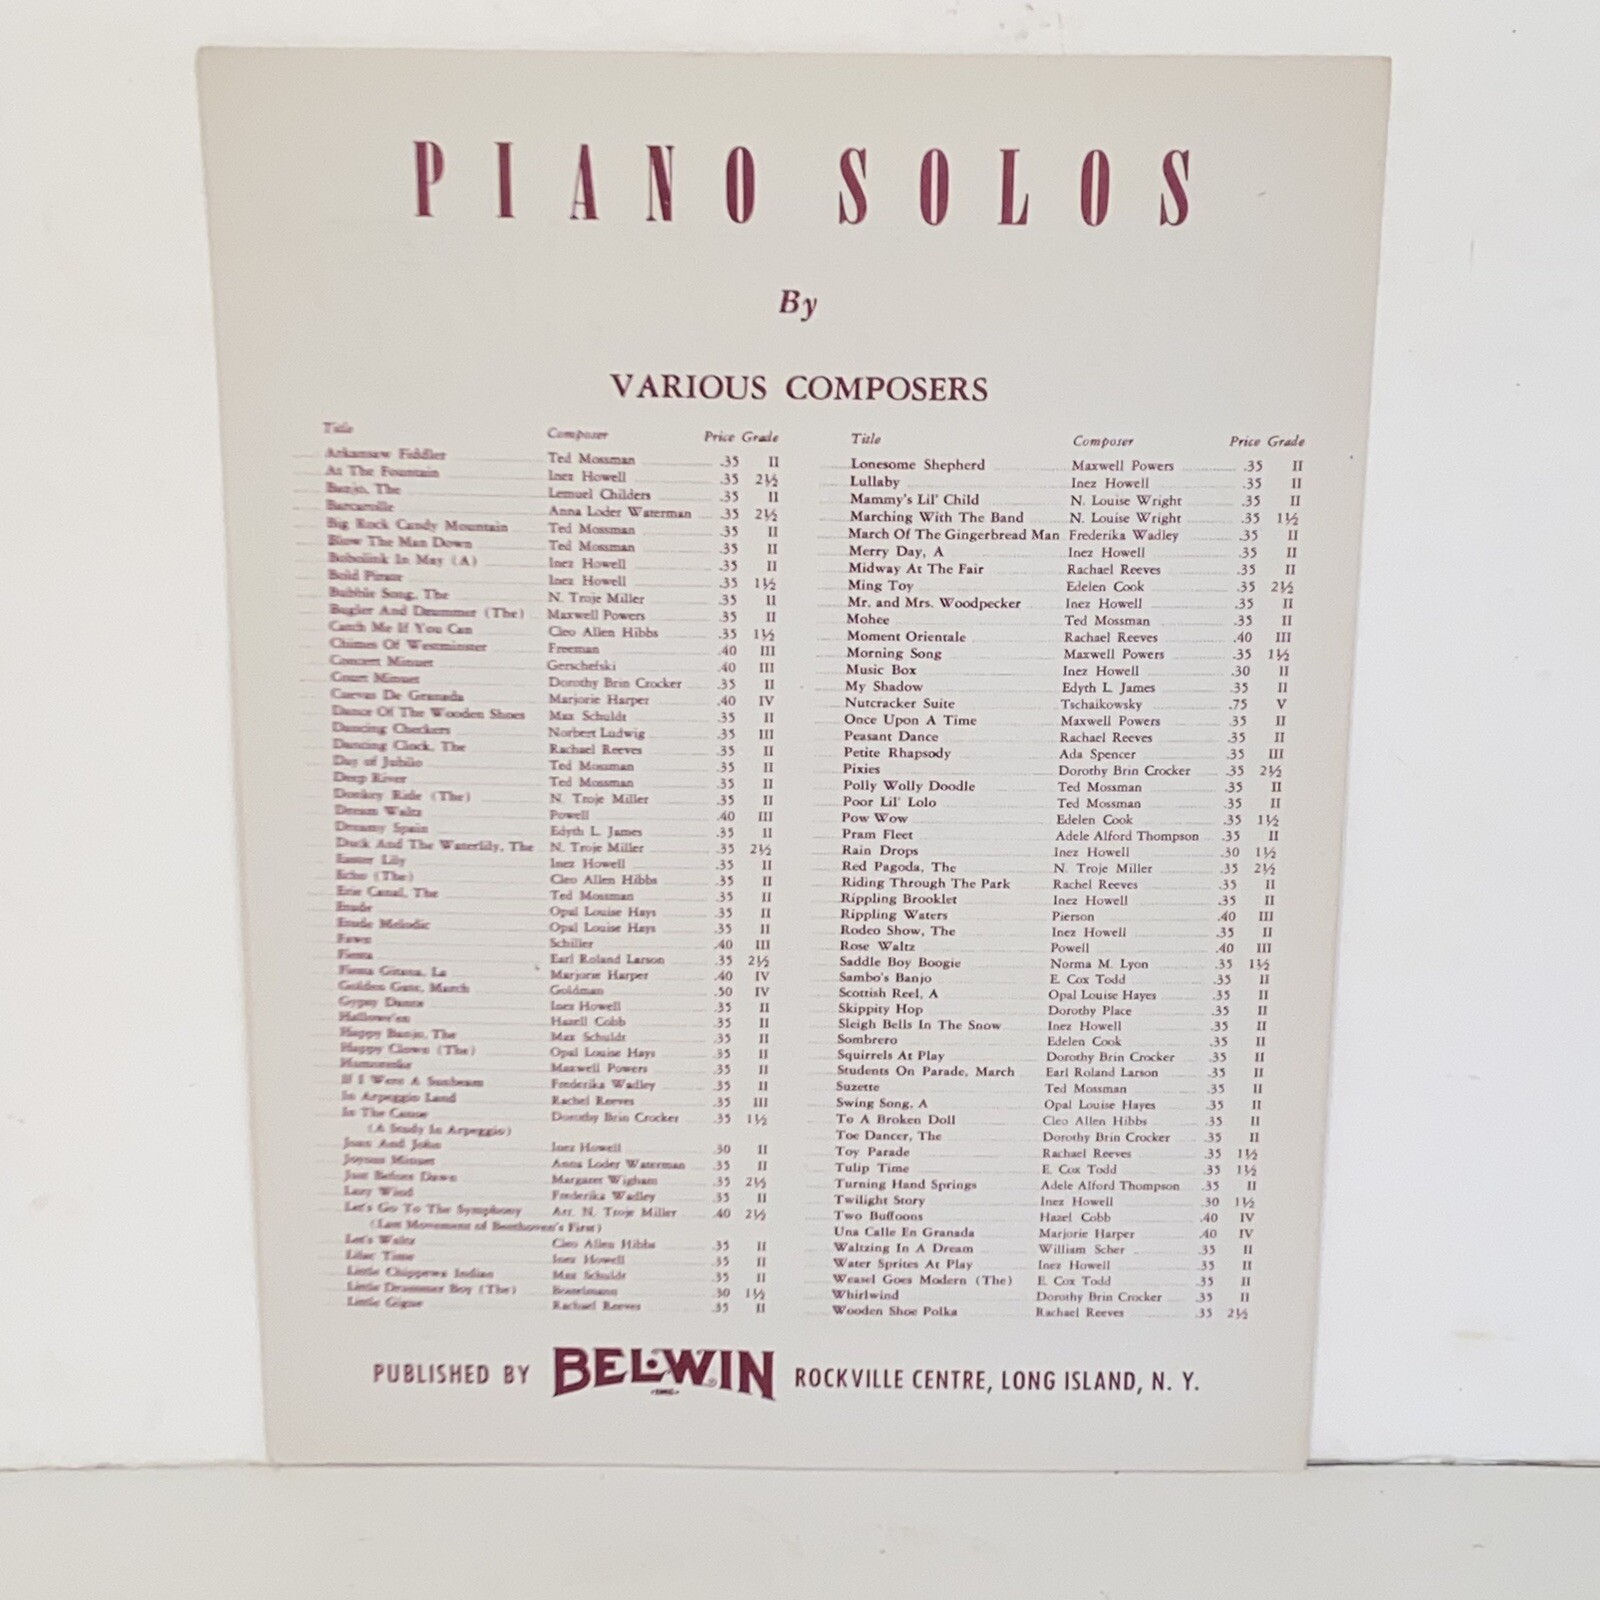 PIANO SOLOS
By
VARIOUS COMPOSERS
Title Composer Price Grade
Arkansaw Fiddler Ted Mossman .35 II
At The Fountain Inez Howell .35 2½
Banjo, The Lemuel Childers .35 II
Barcarolle Anna Loder Waterman .35 2½
Big Rock Candy Mountain Ted Mossman .35 II
Blow The Man Down Ted Mossman .35 II
Bobolink In May (A) Inez Howell .35 II
Bold Pirate Inez Howell .35 1½
Bubble Song, The N. Troje Miller .35 II
Bugler And Drummer (The) Maxwell Powers .35 II
Catch Me If You Can Cleo Allen Hibbs .35 1½
Chimes Of Westminster Freeman .40 III
Concert Minuet Gerschefski .40 III
Court Minuet Dorothy Brin Crocker .35 II
Cuevas De Granada Marjorie Harper .40 IV
Dance Of The Wooden Shoes Max Schuldt .35 II
Dancing Checkers Norbert Ludwig .35 III
Dancing Clock, The Rachael Reeves .35 II
Day of Jubilo Ted Mossman .35 II
Deep River Ted Mossman .35 II
Donkey Ride (The) N. Troje Miller .35 II
Dream Waltz Powell .40 III
Dreamy Spain Edyth L. James .35 II
Duck And The Waterlily, The N. Troje Miller .35 2½
Easter Lily Inez Howell .35 II
Echo (The) Cleo Allen Hibbs .35 II
Erie Canal, The Ted Mossman .35 II
Etude Opal Louise Hays .35 II
Etude Melodic Opal Louise Hays .35 II
Fawn Schiller .40 III
Fiesta Earl Roland Larson .35 2½
Fiesta Gitana, La Marjorie Harper .40 IV
Golden Gate, March Goldman .50 IV
Gypsy Dance Inez Howell .35 II
Hallowe'en Hazell Cobb .35 II
Happy Banjo, The Max Schuldt .35 II
Happy Clown (The) Opal Louise Hays .35 II
Humoreske Maxwell Powers .35 II
If I Were A Sunbeam Frederika Wadley .35 II
In Arpeggio Land Rachel Reeves .35 III
In The Canoe Dorothy Brin Crocker .35 1½
(A Study In Arpeggio)
Joan And John Inez Howell .30 II
Joyous Minuet Anna Loder Waterman .35 II
Just Before Dawn Margaret Wigham .35 2½
Lazy Wind Frederika Wadley .35 II
Let's Go To The Symphony Arr. N. Troje Miller .40 2½
(Last Movement of Beethoven's First)
Let's Waltz Cleo Allen Hibbs .35 II
Lilac Time Inez Howell .35 II
Little Chippewa Indian Max Schuldt .35 II
Little Drummer Boy (The) .30 1½
Little Gigue Rachael Reeves .35 II
Title Composer Price Grade
Lonesome Shepherd Maxwell Powers .35 II
Lullaby Inez Howell .35 II
Mammy's Lil' Child N. Louise Wright .35 II
Marching With The Band N. Louise Wright .35 1½
March Of The Gingerbread Man Frederika Wadley .35 II
Merry Day, A Inez Howell .35 II
Midway At The Fair Rachael Reeves .35 II
Ming Toy Edelen Cook .35 2½
Mr. and Mrs. Woodpecker Inez Howell .35 II
Mohee Ted Mossman .35 II
Moment Orientale Rachael Reeves .40 III
Morning Song Maxwell Powers .35 1½
Music Box Inez Howell .30 II
My Shadow Edyth L. James .35 II
Nutcracker Suite Tschaikowsky .75 V
Once Upon A Time Maxwell Powers .35 II
Peasant Dance Rachael Reeves .35 II
Petite Rhapsody Ada Spencer .35 III
Pixies Dorothy Brin Crocker .35 2½
Polly Wolly Doodle Ted Mossman .35 II
Poor Lil' Lolo Ted Mossman .35 II
Pow Wow Edelen Cook .35 1½
Pram Fleet Adele Alford Thompson .35 II
Rain Drops Inez Howell .30 1½
Red Pagoda, The N. Troje Miller .35 2½
Riding Through The Park Rachel Reeves .35 II
Rippling Brooklet Inez Howell .35 II
Rippling Waters Pierson .40 III
Rodeo Show, The Inez Howell .35 II
Rose Waltz Powell .40 III
Saddle Boy Boogie Norma M. Lyon .35 1½
Sambo's Banjo E. Cox Todd .35 II
Scottish Reel, A Opal Louise Hayes .35 II
Skippity Hop Dorothy Place .35 II
Sleigh Bells In The Snow Inez Howell .35 II
Sombrero Edelen Cook .35 II
Squirrels At Play Dorothy Brin Crocker .35 II
Students On Parade, March Earl Roland Larson .35 II
Suzette Ted Mossman .35 II
Swing Song, A Opal Louise Hayes .35 II
To A Broken Doll Cleo Allen Hibbs .35 II
Toe Dancer, The Dorothy Brin Crocker .35 II
Toy Parade Rachael Reeves .35 1½
Tulip Time E. Cox Todd .35 1½
Turning Hand Springs Adele Alford Thompson .35 II
Twilight Story Inez Howell .30 1½
Two Buffoons Hazel Cobb .40 IV
Una Calle En Granada Marjorie Harper .40 IV
Waltzing In A Dream William Scher .35 II
Water Sprites At Play Inez Howell .35 II
Weasel Goes Modern (The) E. Cox Todd .35 II
Whirlwind Dorothy Brin Crocker .35 II
Wooden Shoe Polka Rachael Reeves .35 2½
PUBLISHED BY BELWIN INC. ROCKVILLE CENTRE, LONG ISLAND, N. Y.